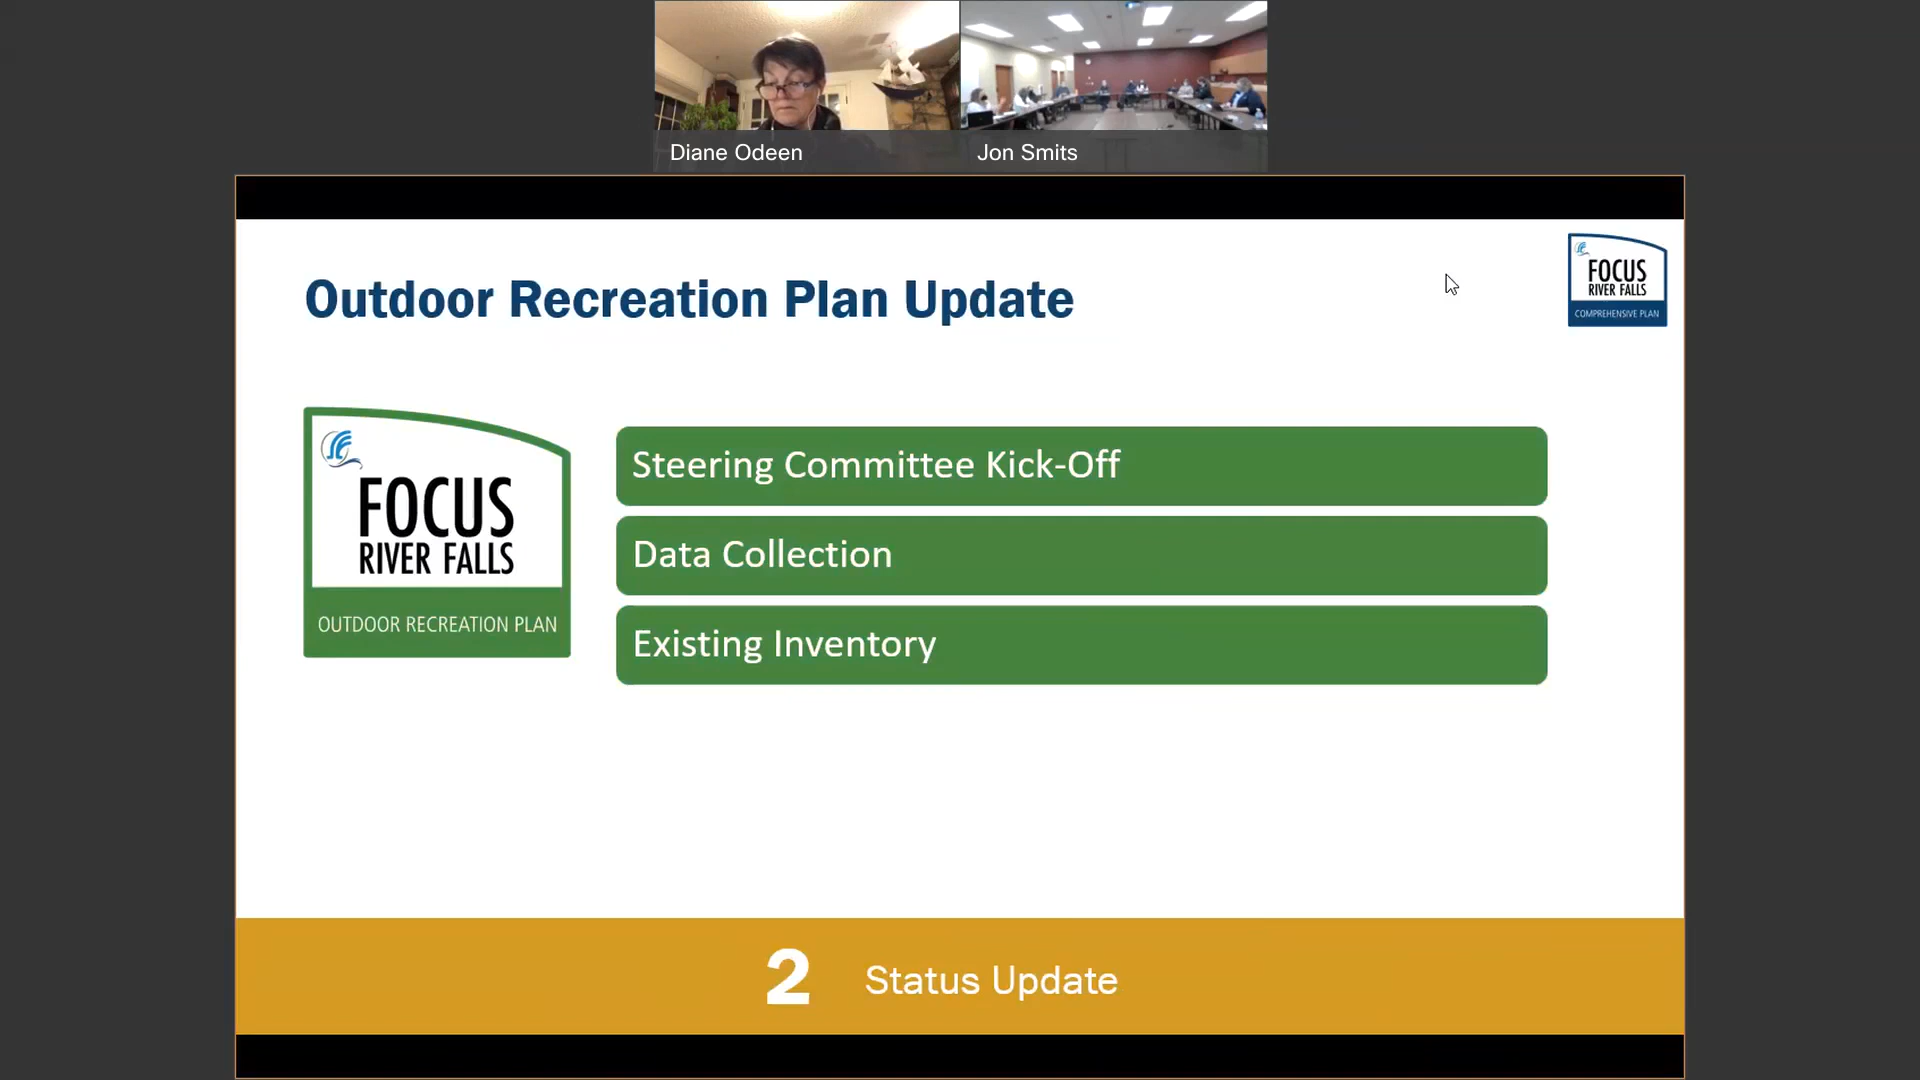 Diane Odeen
Jon Smits
Outdoor Recreation Plan Update
FOCUS
RIVER FALLS
COMPREHENSIVE PLAN
FOCUS
RIVER FALLS
OUTDOOR RECREATION PLAN
Steering Committee Kick-Off
Data Collection
Existing Inventory
2 Status Update